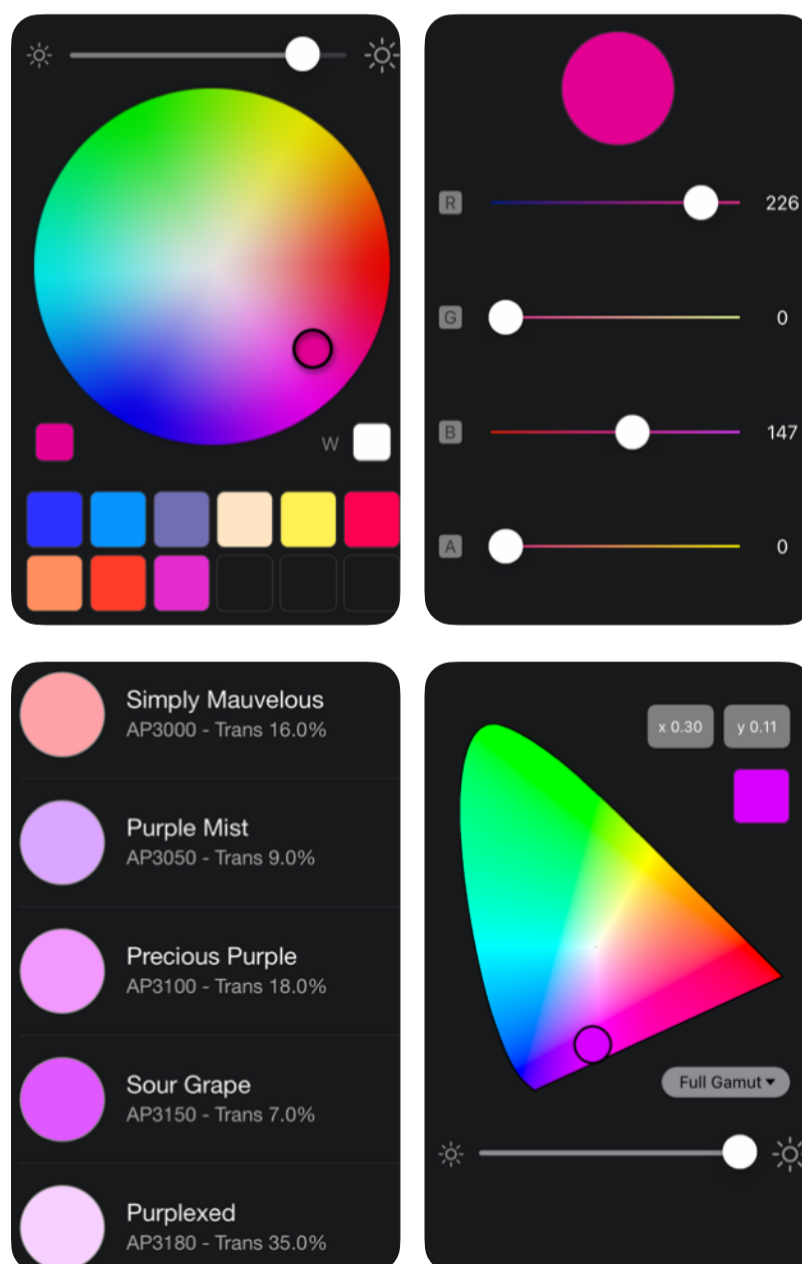 W
R
226
G
0
B
147
A
0
Simply Mauvelous
AP3000 - Trans 16.0%
Purple Mist
AP3050 - Trans 9.0%
Precious Purple
AP3100 - Trans 18.0%
Sour Grape
AP3150 - Trans 7.0%
Purplexed
AP3180 - Trans 35.0%
x 0.30
y 0.11
Full Gamut